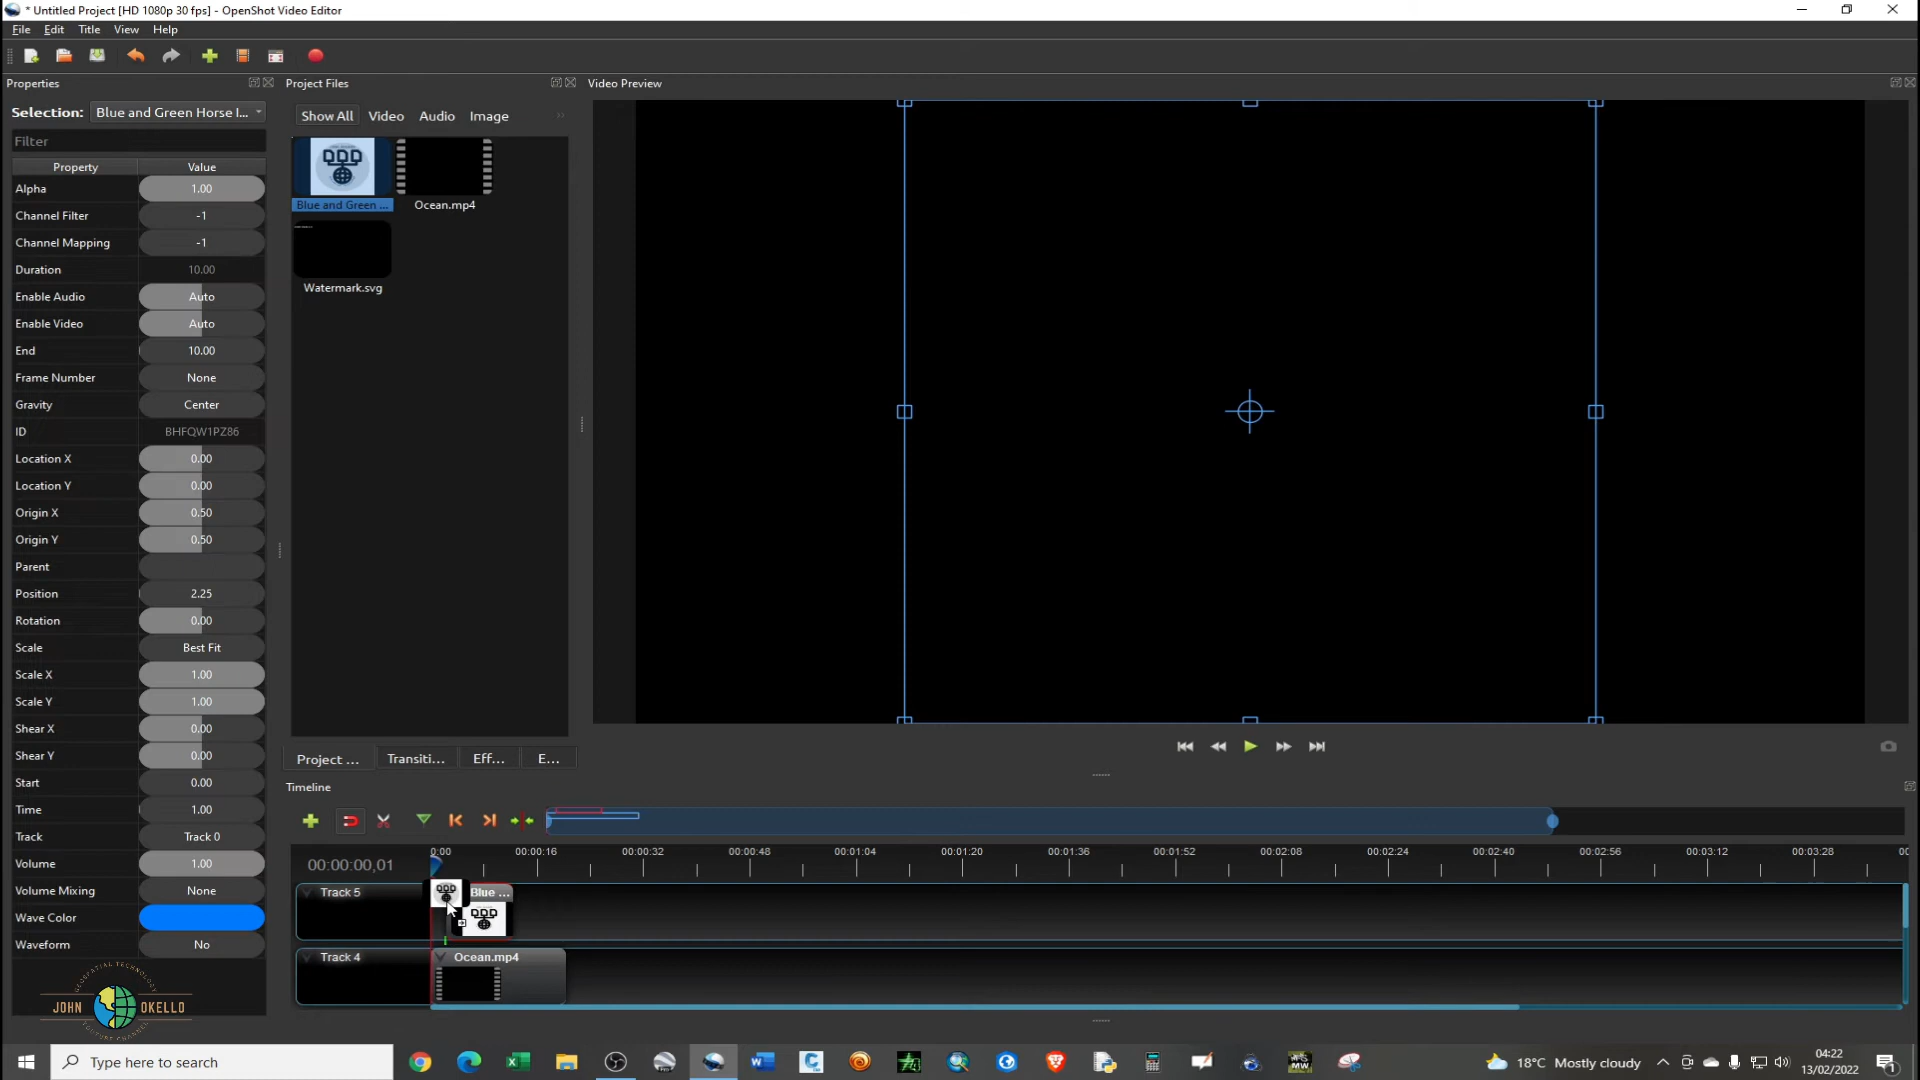 * Untitled Project [HD 1080p 30 fps] - OpenShot Video Editor
File Edit Title View Help
Properties
Project Files
Video Preview
Selection: Blue and Green Horse I...
Show All Video Audio Image
Filter
Property Value
Alpha 1.00
Channel Filter -1
Channel Mapping -1
Duration 10.00
Enable Audio Auto
Enable Video Auto
End 10.00
Frame Number None
Gravity Center
ID BHFQW1PZ86
Location X 0.00
Location Y 0.00
Origin X 0.50
Origin Y 0.50
Parent
Position 2.25
Rotation 0.00
Scale Best Fit
Scale X 1.00
Scale Y 1.00
Shear X 0.00
Shear Y 0.00
Start 0.00
Time 1.00
Track Track 0
Volume 1.00
Volume Mixing None
Wave Color
Waveform No
Blue and Green ... Ocean.mp4
Watermark.svg
Project ... Transiti... Eff... E...
Timeline
00:00:00,01
0:00 00:00:16 00:00:32 00:00:48 00:01:04 00:01:20 00:01:36 00:01:52 00:02:08 00:02:24 00:02:40 00:02:56 00:03:12 00:03:28 00
Track 5 Blue ...
Track 4 Ocean.mp4
GEOSPATIAL TECHNOLOGY
JOHN OKELLO
YOUTUBE CHANNEL
Type here to search
18°C Mostly cloudy
04:22
13/02/2022